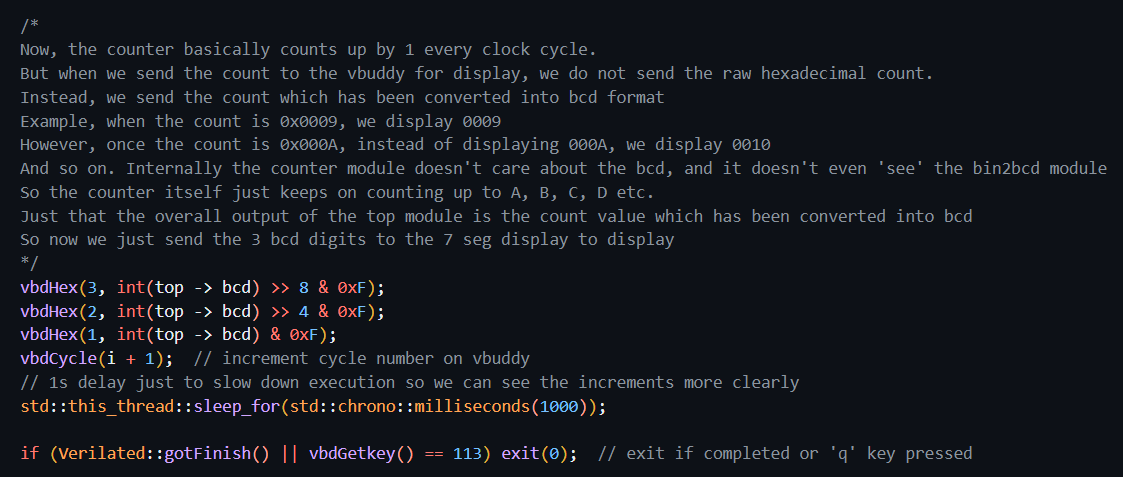 /*
Now, the counter basically counts up by 1 every clock cycle.
But when we send the count to the vbuddy for display, we do not send the raw hexadecimal count.
Instead, we send the count which has been converted into bcd format
Example, when the count is 0x0009, we display 0009
However, once the count is 0x000A, instead of displaying 000A, we display 0010
And so on. Internally the counter module doesn't care about the bcd, and it doesn't even 'see' the bin2bcd module
So the counter itself just keeps on counting up to A, B, C, D etc.
Just that the overall output of the top module is the count value which has been converted into bcd
So now we just send the 3 bcd digits to the 7 seg display to display
*/
vbdHex(3, int(top -> bcd) >> 8 & 0xF);
vbdHex(2, int(top -> bcd) >> 4 & 0xF);
vbdHex(1, int(top -> bcd) & 0xF);
vbdCycle(i + 1);  // increment cycle number on vbuddy
// 1s delay just to slow down execution so we can see the increments more clearly
std::this_thread::sleep_for(std::chrono::milliseconds(1000));
if (Verilated::gotFinish() || vbdGetkey() == 113) exit(0);  // exit if completed or 'q' key pressed